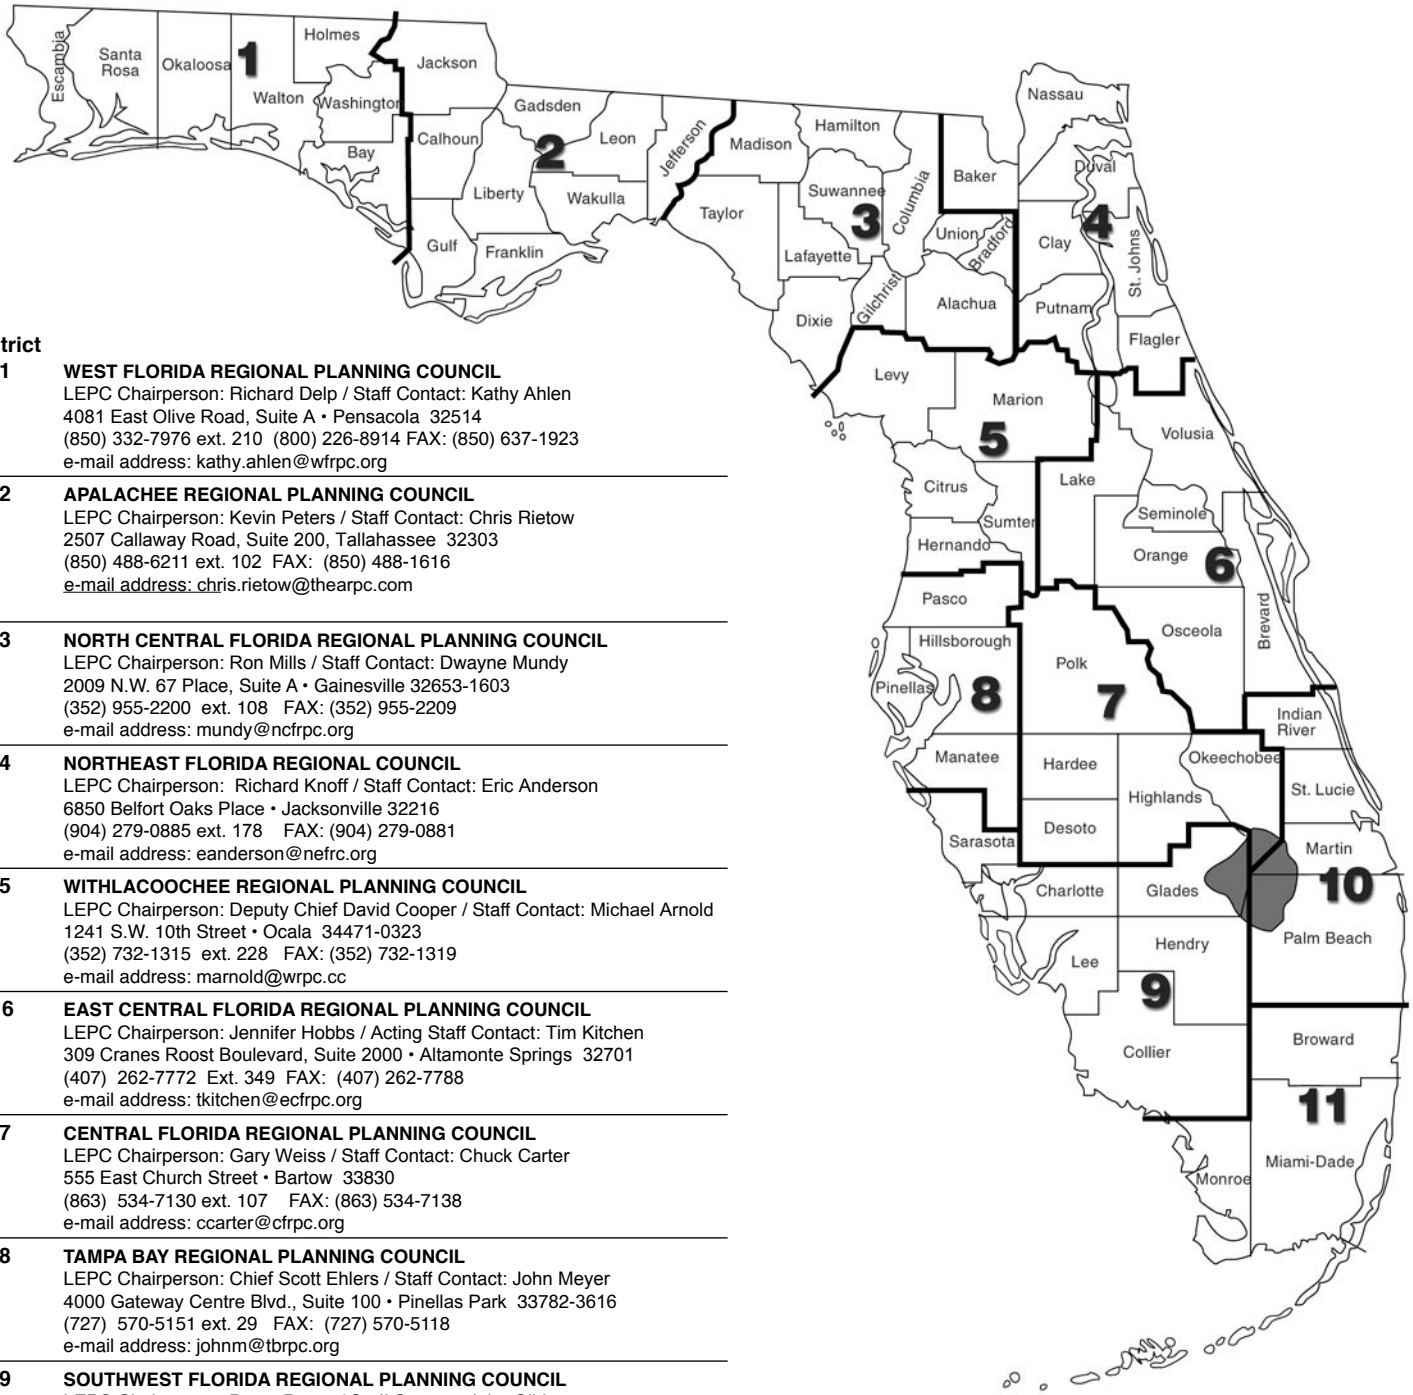 Escambia
Santa
Rosa
Okaloosa
1
Holmes
Walton
Washington
Bay
Jackson
Calhoun
Gulf
Gadsden
2
Leon
Liberty
Wakulla
Franklin
Jefferson
Madison
Taylor
Hamilton
Suwannee
3
Columbia
Lafayette
Dixie
Gilchrist
Baker
Union
Bradford
Alachua
Nassau
Duval
4
Clay
St. Johns
Putnam
Flagler
Levy
Marion
5
Citrus
Sumter
Hernando
Lake
Volusia
Seminole
Orange
6
Brevard
Osceola
Pasco
Hillsborough
Pinellas
8
Manatee
Polk
7
Hardee
Highlands
Desoto
Okeechobee
Indian
River
St. Lucie
Martin
10
Palm Beach
Sarasota
Charlotte
Glades
Lee
Hendry
9
Collier
Broward
11
Miami-Dade
Monroe
trict
1 WEST FLORIDA REGIONAL PLANNING COUNCIL
LEPC Chairperson: Richard Delp / Staff Contact: Kathy Ahlen
4081 East Olive Road, Suite A • Pensacola 32514
(850) 332-7976 ext. 210 (800) 226-8914 FAX: (850) 637-1923
e-mail address: kathy.ahlen@wfrpc.org
2 APALACHEE REGIONAL PLANNING COUNCIL
LEPC Chairperson: Kevin Peters / Staff Contact: Chris Rietow
2507 Callaway Road, Suite 200, Tallahassee 32303
(850) 488-6211 ext. 102 FAX: (850) 488-1616
e-mail address: chris.rietow@thearpc.com
3 NORTH CENTRAL FLORIDA REGIONAL PLANNING COUNCIL
LEPC Chairperson: Ron Mills / Staff Contact: Dwayne Mundy
2009 N.W. 67 Place, Suite A • Gainesville 32653-1603
(352) 955-2200 ext. 108 FAX: (352) 955-2209
e-mail address: mundy@ncfrpc.org
4 NORTHEAST FLORIDA REGIONAL COUNCIL
LEPC Chairperson: Richard Knoff / Staff Contact: Eric Anderson
6850 Belfort Oaks Place • Jacksonville 32216
(904) 279-0885 ext. 178 FAX: (904) 279-0881
e-mail address: eanderson@nefrc.org
5 WITHLACOOCHEE REGIONAL PLANNING COUNCIL
LEPC Chairperson: Deputy Chief David Cooper / Staff Contact: Michael Arnold
1241 S.W. 10th Street • Ocala 34471-0323
(352) 732-1315 ext. 228 FAX: (352) 732-1319
e-mail address: marnold@wrpc.cc
6 EAST CENTRAL FLORIDA REGIONAL PLANNING COUNCIL
LEPC Chairperson: Jennifer Hobbs / Acting Staff Contact: Tim Kitchen
309 Cranes Roost Boulevard, Suite 2000 • Altamonte Springs 32701
(407) 262-7772 Ext. 349 FAX: (407) 262-7788
e-mail address: tkitchen@ecfrpc.org
7 CENTRAL FLORIDA REGIONAL PLANNING COUNCIL
LEPC Chairperson: Gary Weiss / Staff Contact: Chuck Carter
555 East Church Street • Bartow 33830
(863) 534-7130 ext. 107 FAX: (863) 534-7138
e-mail address: ccarter@cfrpc.org
8 TAMPA BAY REGIONAL PLANNING COUNCIL
LEPC Chairperson: Chief Scott Ehlers / Staff Contact: John Meyer
4000 Gateway Centre Blvd., Suite 100 • Pinellas Park 33782-3616
(727) 570-5151 ext. 29 FAX: (727) 570-5118
e-mail address: johnm@tbrpc.org
9 SOUTHWEST FLORIDA REGIONAL PLANNING COUNCIL